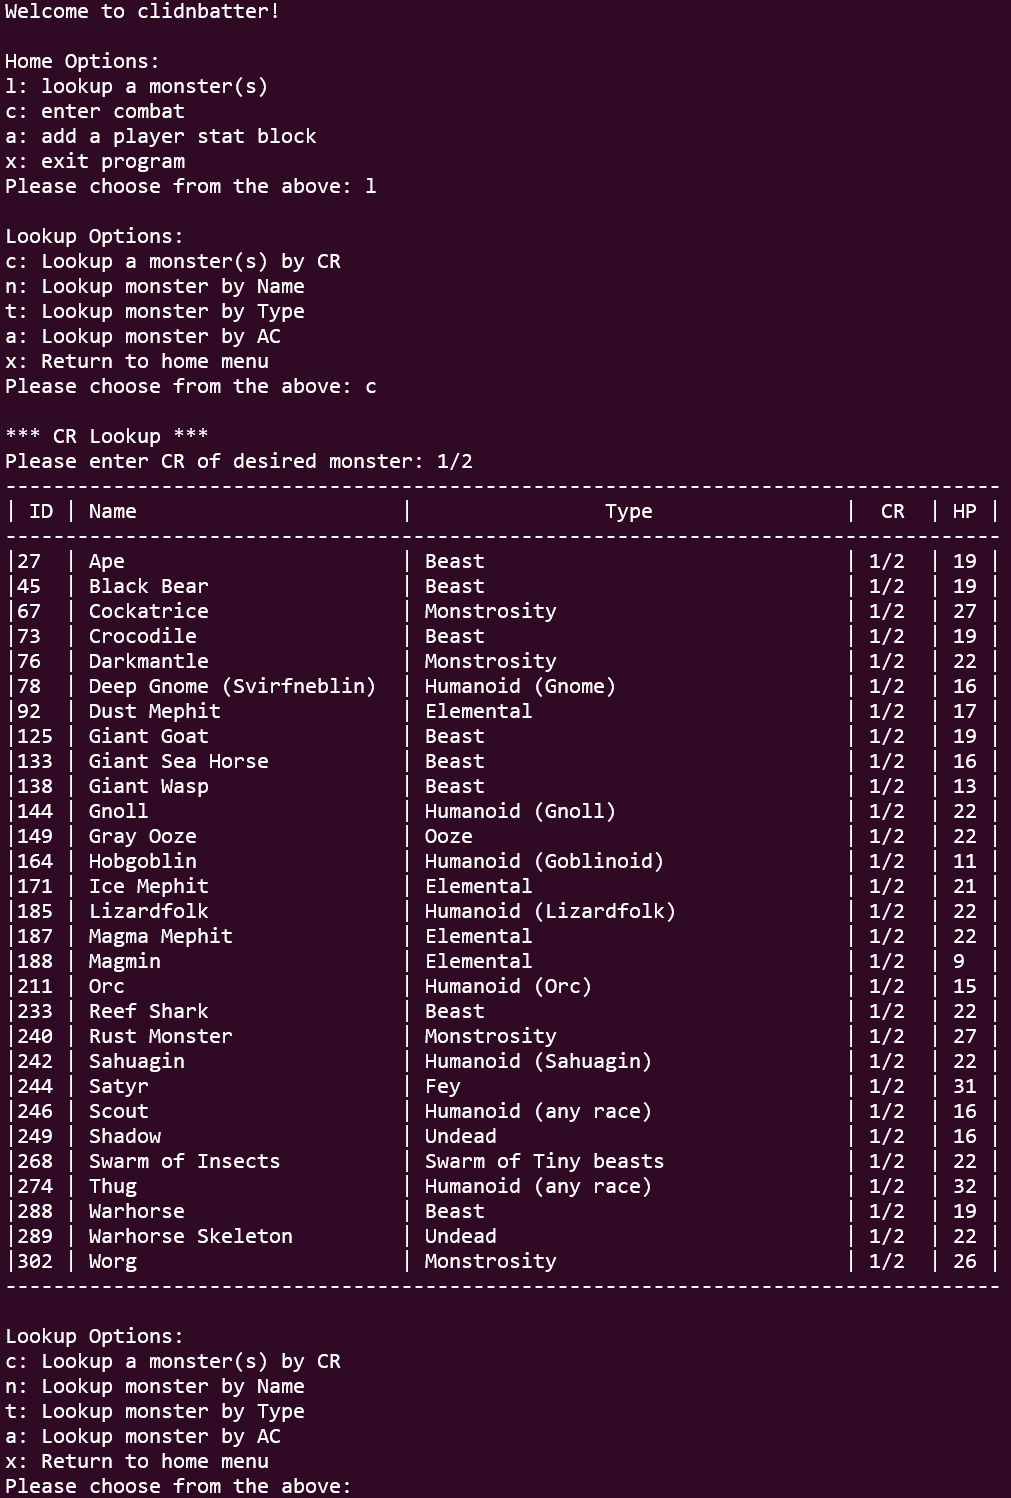 Welcome to clidnbatter!

Home Options:
l: lookup a monster(s)
c: enter combat
a: add a player stat block
x: exit program
Please choose from the above: l

Lookup Options:
c: Lookup a monster(s) by CR
n: Lookup monster by Name
t: Lookup monster by Type
a: Lookup monster by AC
x: Return to home menu
Please choose from the above: c

*** CR Lookup ***
Please enter CR of desired monster: 1/2
-----------------------------------------------------------------------------------
| ID | Name                           |                Type                |  CR  | HP |
-----------------------------------------------------------------------------------
|27  | Ape                       | Beast                              | 1/2  | 19 |
|45  | Black Bear                | Beast                              | 1/2  | 19 |
|67  | Cockatrice                | Monstrosity                        | 1/2  | 27 |
|73  | Crocodile                 | Beast                              | 1/2  | 19 |
|76  | Darkmantle                | Monstrosity                        | 1/2  | 22 |
|78  | Deep Gnome (Svirfneblin)  | Humanoid (Gnome)                   | 1/2  | 16 |
|92  | Dust Mephit               | Elemental                          | 1/2  | 17 |
|125 | Giant Goat                | Beast                              | 1/2  | 19 |
|133 | Giant Sea Horse           | Beast                              | 1/2  | 16 |
|138 | Giant Wasp                | Beast                              | 1/2  | 13 |
|144 | Gnoll                     | Humanoid (Gnoll)                   | 1/2  | 22 |
|149 | Gray Ooze                 | Ooze                               | 1/2  | 22 |
|164 | Hobgoblin                 | Humanoid (Goblinoid)               | 1/2  | 11 |
|171 | Ice Mephit                | Elemental                          | 1/2  | 21 |
|185 | Lizardfolk                | Humanoid (Lizardfolk)              | 1/2  | 22 |
|187 | Magma Mephit              | Elemental                          | 1/2  | 22 |
|188 | Magmin                    | Elemental                          | 1/2  | 9  |
|211 | Orc                       | Humanoid (Orc)                     | 1/2  | 15 |
|233 | Reef Shark                | Beast                              | 1/2  | 22 |
|240 | Rust Monster              | Monstrosity                        | 1/2  | 27 |
|242 | Sahuagin                  | Humanoid (Sahuagin)                | 1/2  | 22 |
|244 | Satyr                     | Fey                                | 1/2  | 31 |
|246 | Scout                     | Humanoid (any race)                | 1/2  | 16 |
|249 | Shadow                    | Undead                             | 1/2  | 16 |
|268 | Swarm of Insects          | Swarm of Tiny beasts               | 1/2  | 22 |
|274 | Thug                      | Humanoid (any race)                | 1/2  | 32 |
|288 | Warhorse                  | Beast                              | 1/2  | 19 |
|289 | Warhorse Skeleton         | Undead                             | 1/2  | 22 |
|302 | Worg                      | Monstrosity                        | 1/2  | 26 |
-----------------------------------------------------------------------------------

Lookup Options:
c: Lookup a monster(s) by CR
n: Lookup monster by Name
t: Lookup monster by Type
a: Lookup monster by AC
x: Return to home menu
Please choose from the above: